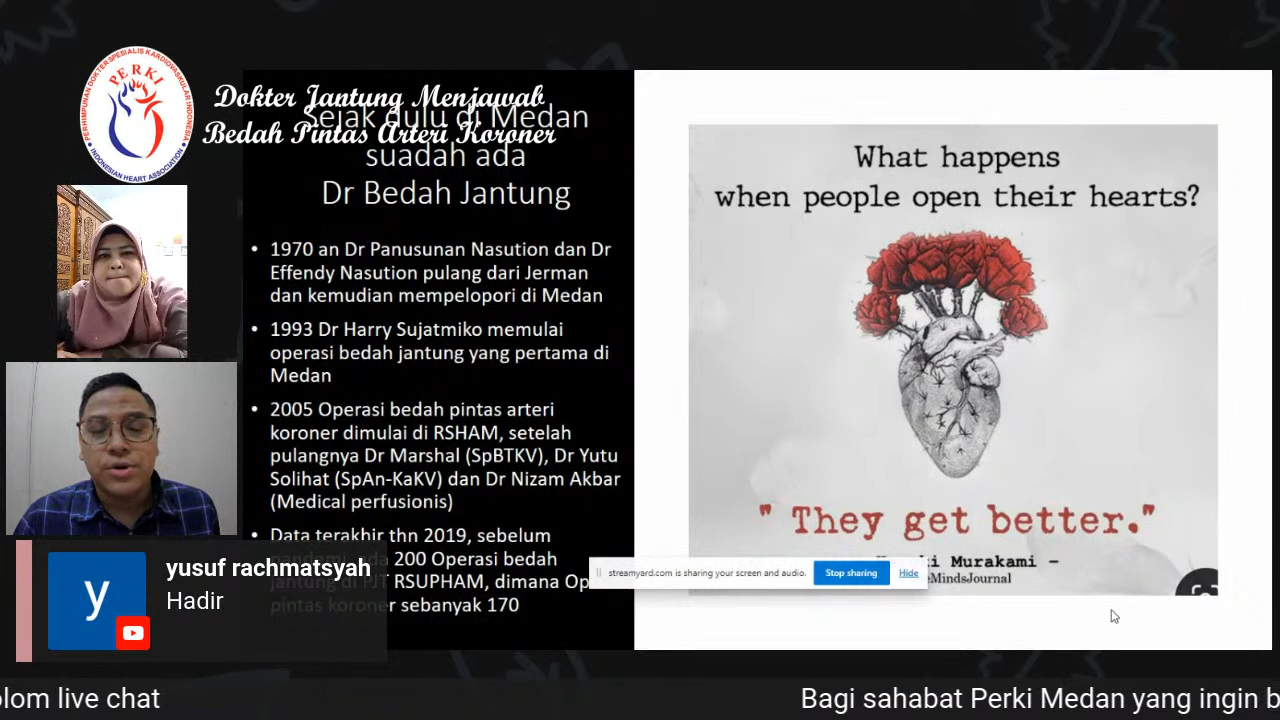 PERHIMPUNAN DOKTER SPESIALIS KARDIOVASKULAR INDONESIA
PERKI
INDONESIAN HEART ASSOCIATION
Dokter Jantung Menjawab
Bedah Pintas Arteri Koroner
Sejak dulu di Medan
suadah ada
Dr Bedah Jantung
• 1970 an Dr Panusunan Nasution dan Dr
Effendy Nasution pulang dari Jerman
dan kemudian mempelopori di Medan
• 1993 Dr Harry Sujatmiko memulai
operasi bedah jantung yang pertama di
Medan
• 2005 Operasi bedah pintas arteri
koroner dimulai di RSHAM, setelah
pulangnya Dr Marshal (SpBTKV), Dr Yutu
Solihat (SpAn-KaKV) dan Dr Nizam Akbar
(Medical perfusionis)
• Data terakhir thn 2019, sebelum
pandemi, ada 200 Operasi bedah
jantung di PJT RSUPHAM, dimana Op
pintas koroner sebanyak 170
What happens
when people open their hearts?
" They get better."
ki Murakami –
eMindsJournal
streamyard.com is sharing your screen and audio.
Stop sharing
Hide
y
yusuf rachmatsyah
Hadir
olom live chat
Bagi sahabat Perki Medan yang ingin b